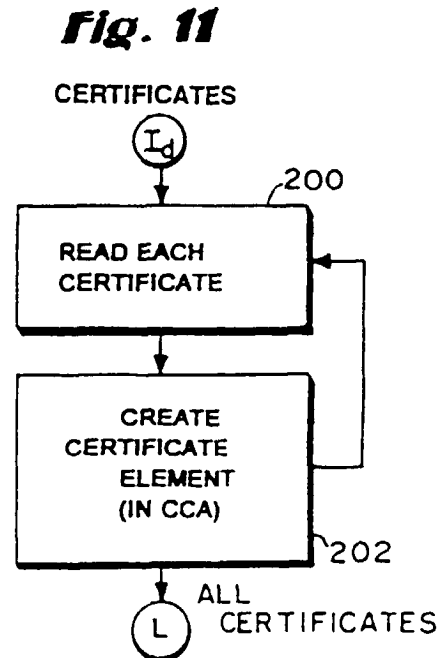 Fig. 11
CERTIFICATES
Id
200
READ EACH
CERTIFICATE
CREATE
CERTIFICATE
ELEMENT
(IN CCA)
202
ALL
CERTIFICATES
L